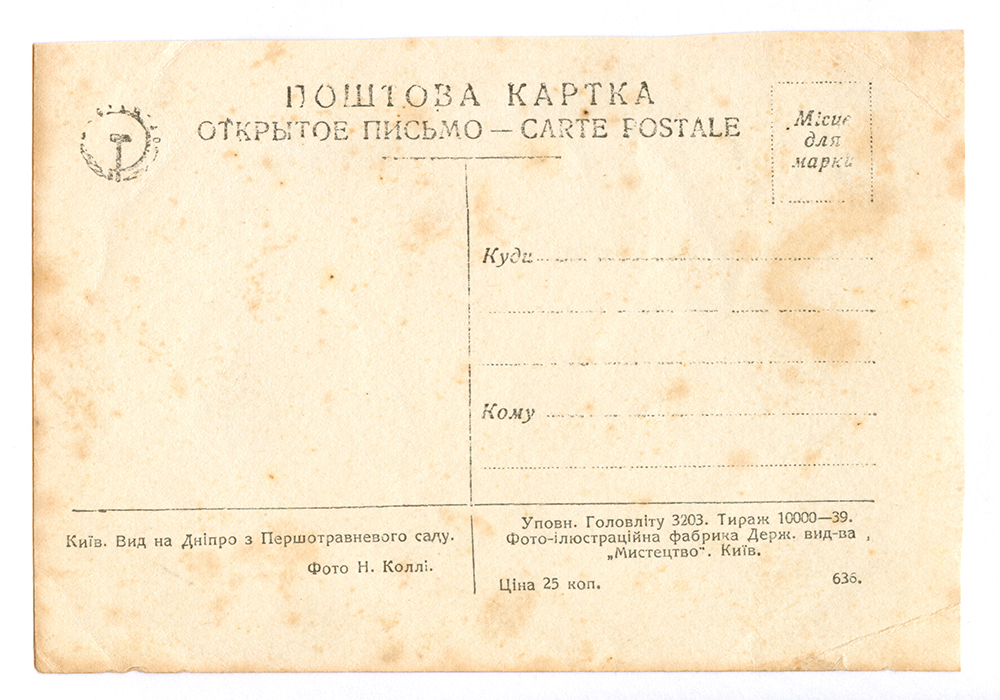 ПОШТОВА КАРТКА
ОТКРЫТОЕ ПИСЬМО — CARTE POSTALE
Місце
для
марки
Куди
Кому
Київ. Вид на Дніпро з Першотравневого саду.
Фото Н. Коллі.
Уповн. Головліту 3203. Тираж 10000—39.
Фото-ілюстраційна фабрика Держ. вид-ва
„Мистецтво". Київ.
Ціна 25 коп.
636.